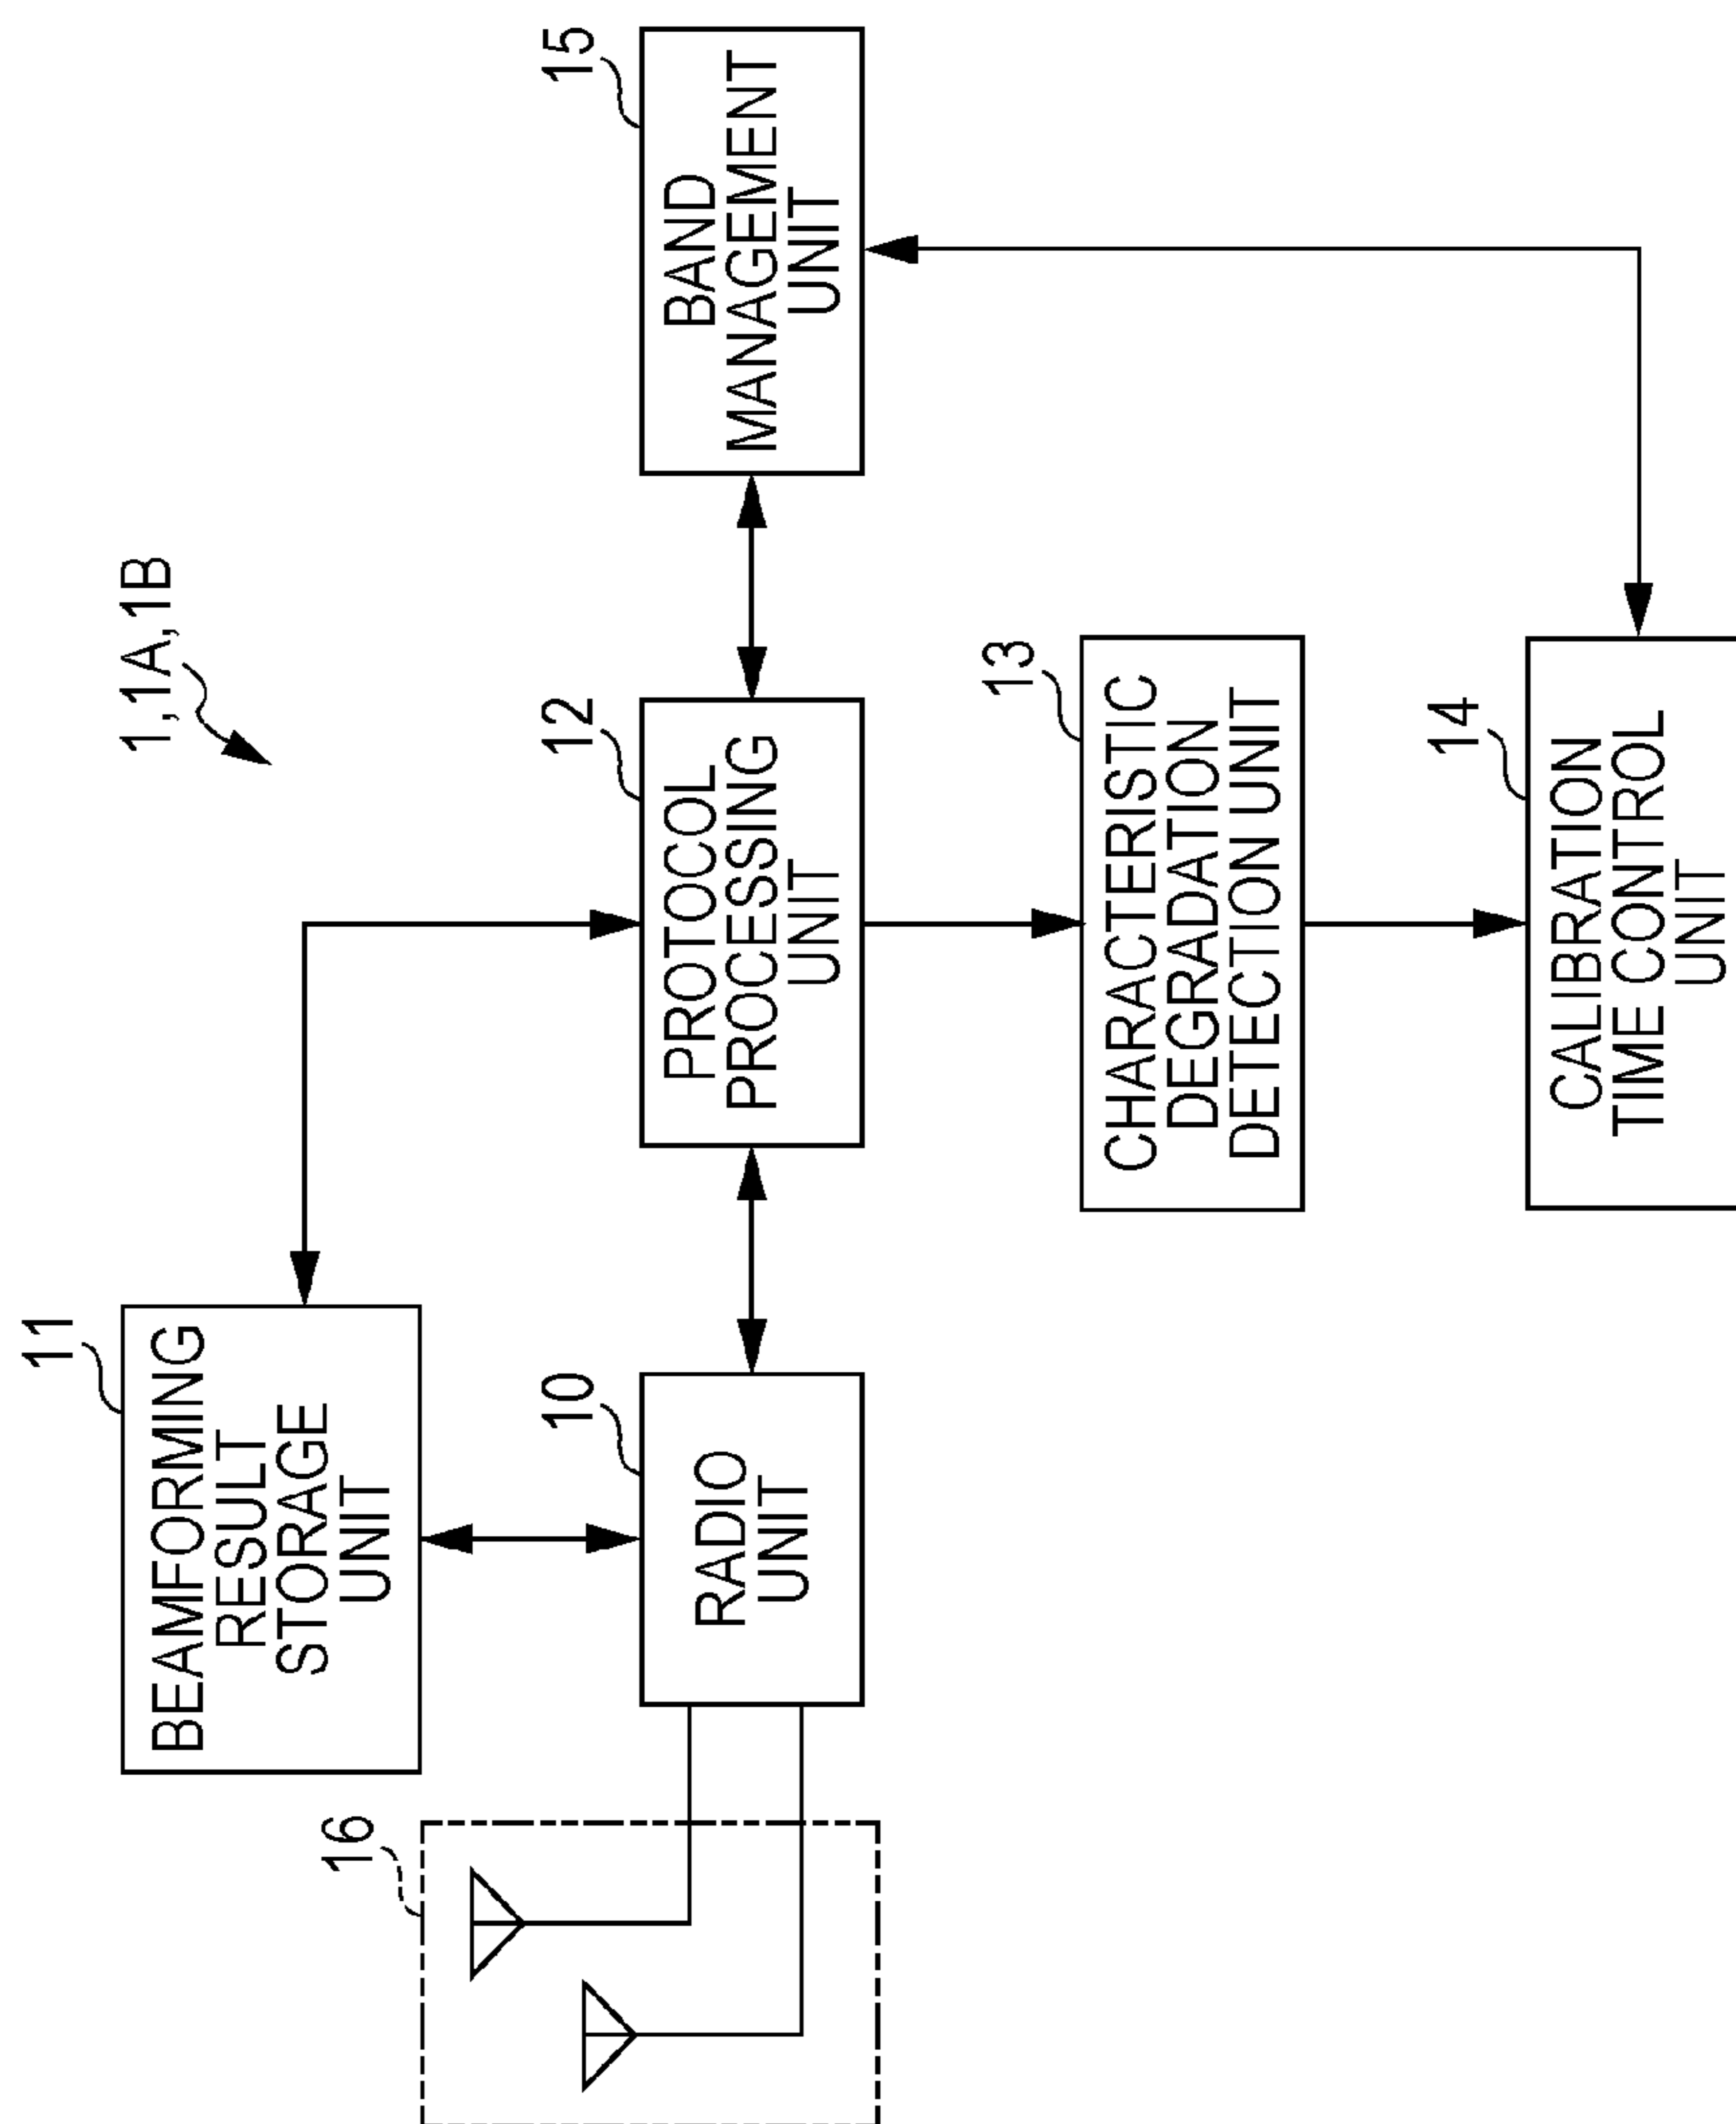 1,1A,1B
11
BEAMFORMING
RESULT
STORAGE
UNIT
16
10
RADIO
UNIT
12
PROTOCOL
PROCESSING
UNIT
15
BAND
MANAGEMENT
UNIT
13
CHARACTERISTIC
DEGRADATION
DETECTION UNIT
14
CALIBRATION
TIME CONTROL
UNIT